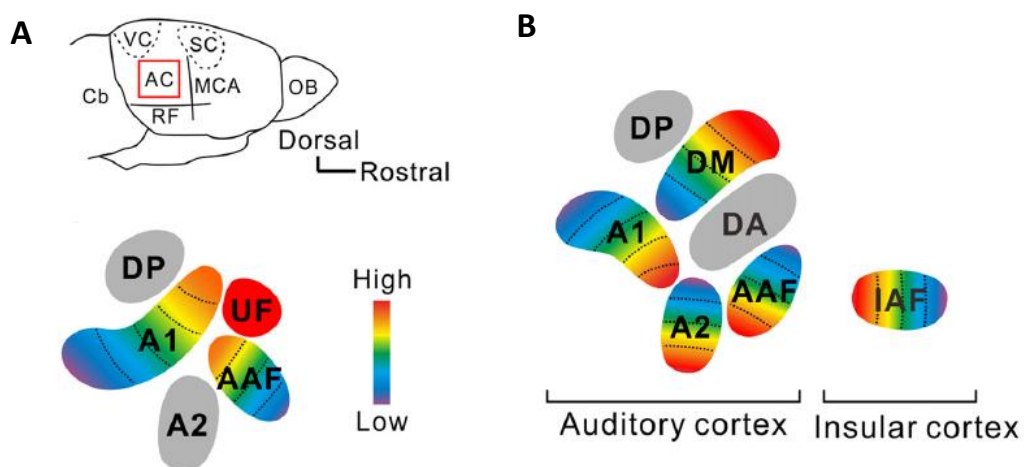 A
VC
SC
AC
MCA
OB
Cb
RF
Dorsal
Rostral
DP
UF
A1
AAF
A2
High
Low
B
DP
DM
DA
A1
AAF
A2
IAF
Auditory cortex
Insular cortex